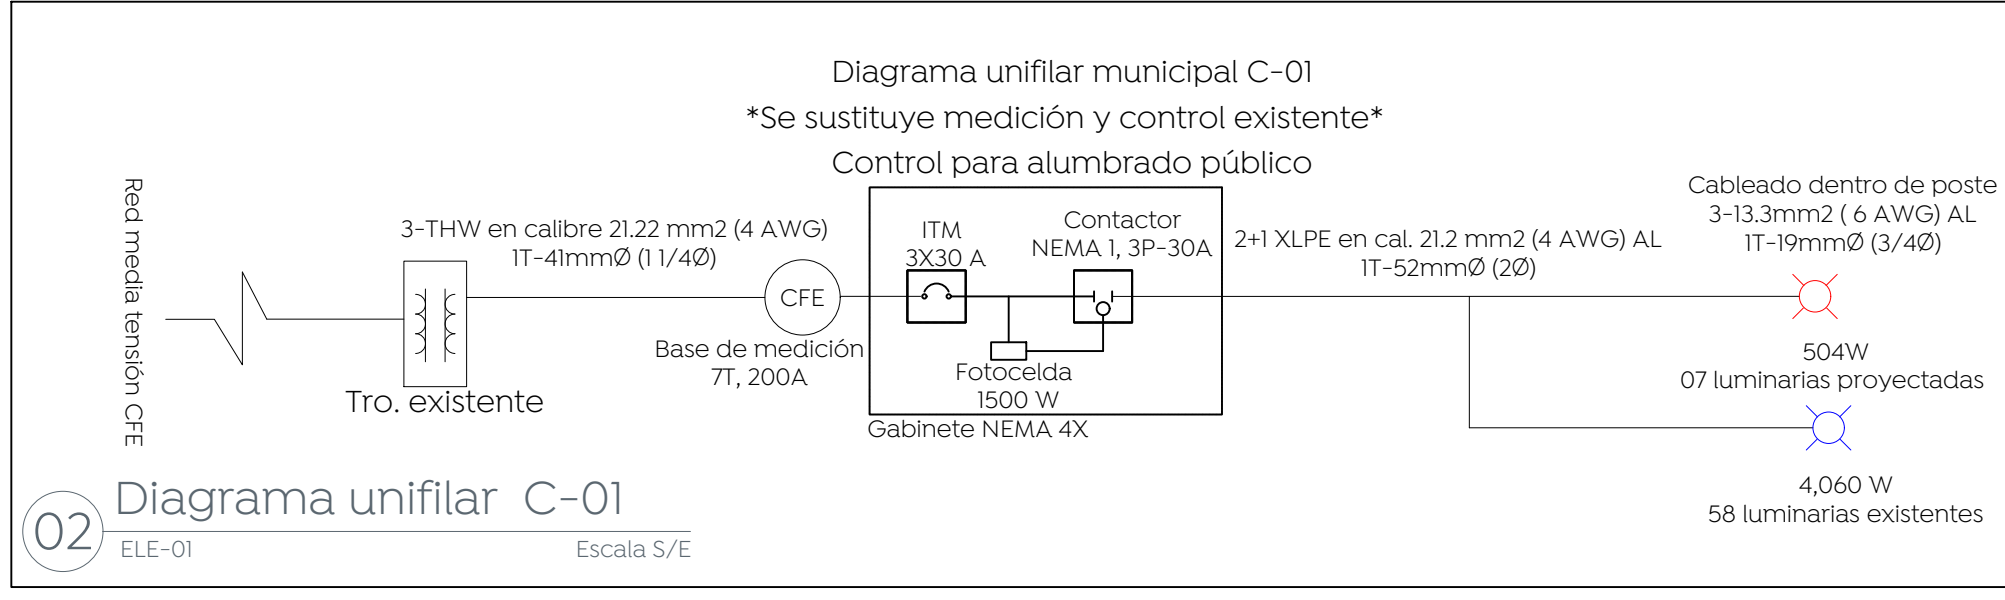 Diagrama unifilar municipal C-01
*Se sustituye medición y control existente*
Control para alumbrado público
Red media tensión CFE
3-THW en calibre 21.22 mm2 (4 AWG)
1T-41mmØ (1 1/4Ø)
Tro. existente
CFE
Base de medición
7T, 200A
ITM
3X30 A
Contactor
NEMA 1, 3P-30A
Fotocelda
1500 W
Gabinete NEMA 4X
2+1 XLPE en cal. 21.2 mm2 (4 AWG) AL
1T-52mmØ (2Ø)
Cableado dentro de poste
3-13.3mm2 ( 6 AWG) AL
1T-19mmØ (3/4Ø)
504W
07 luminarias proyectadas
4,060 W
58 luminarias existentes
02
Diagrama unifilar C-01
ELE-01
Escala S/E